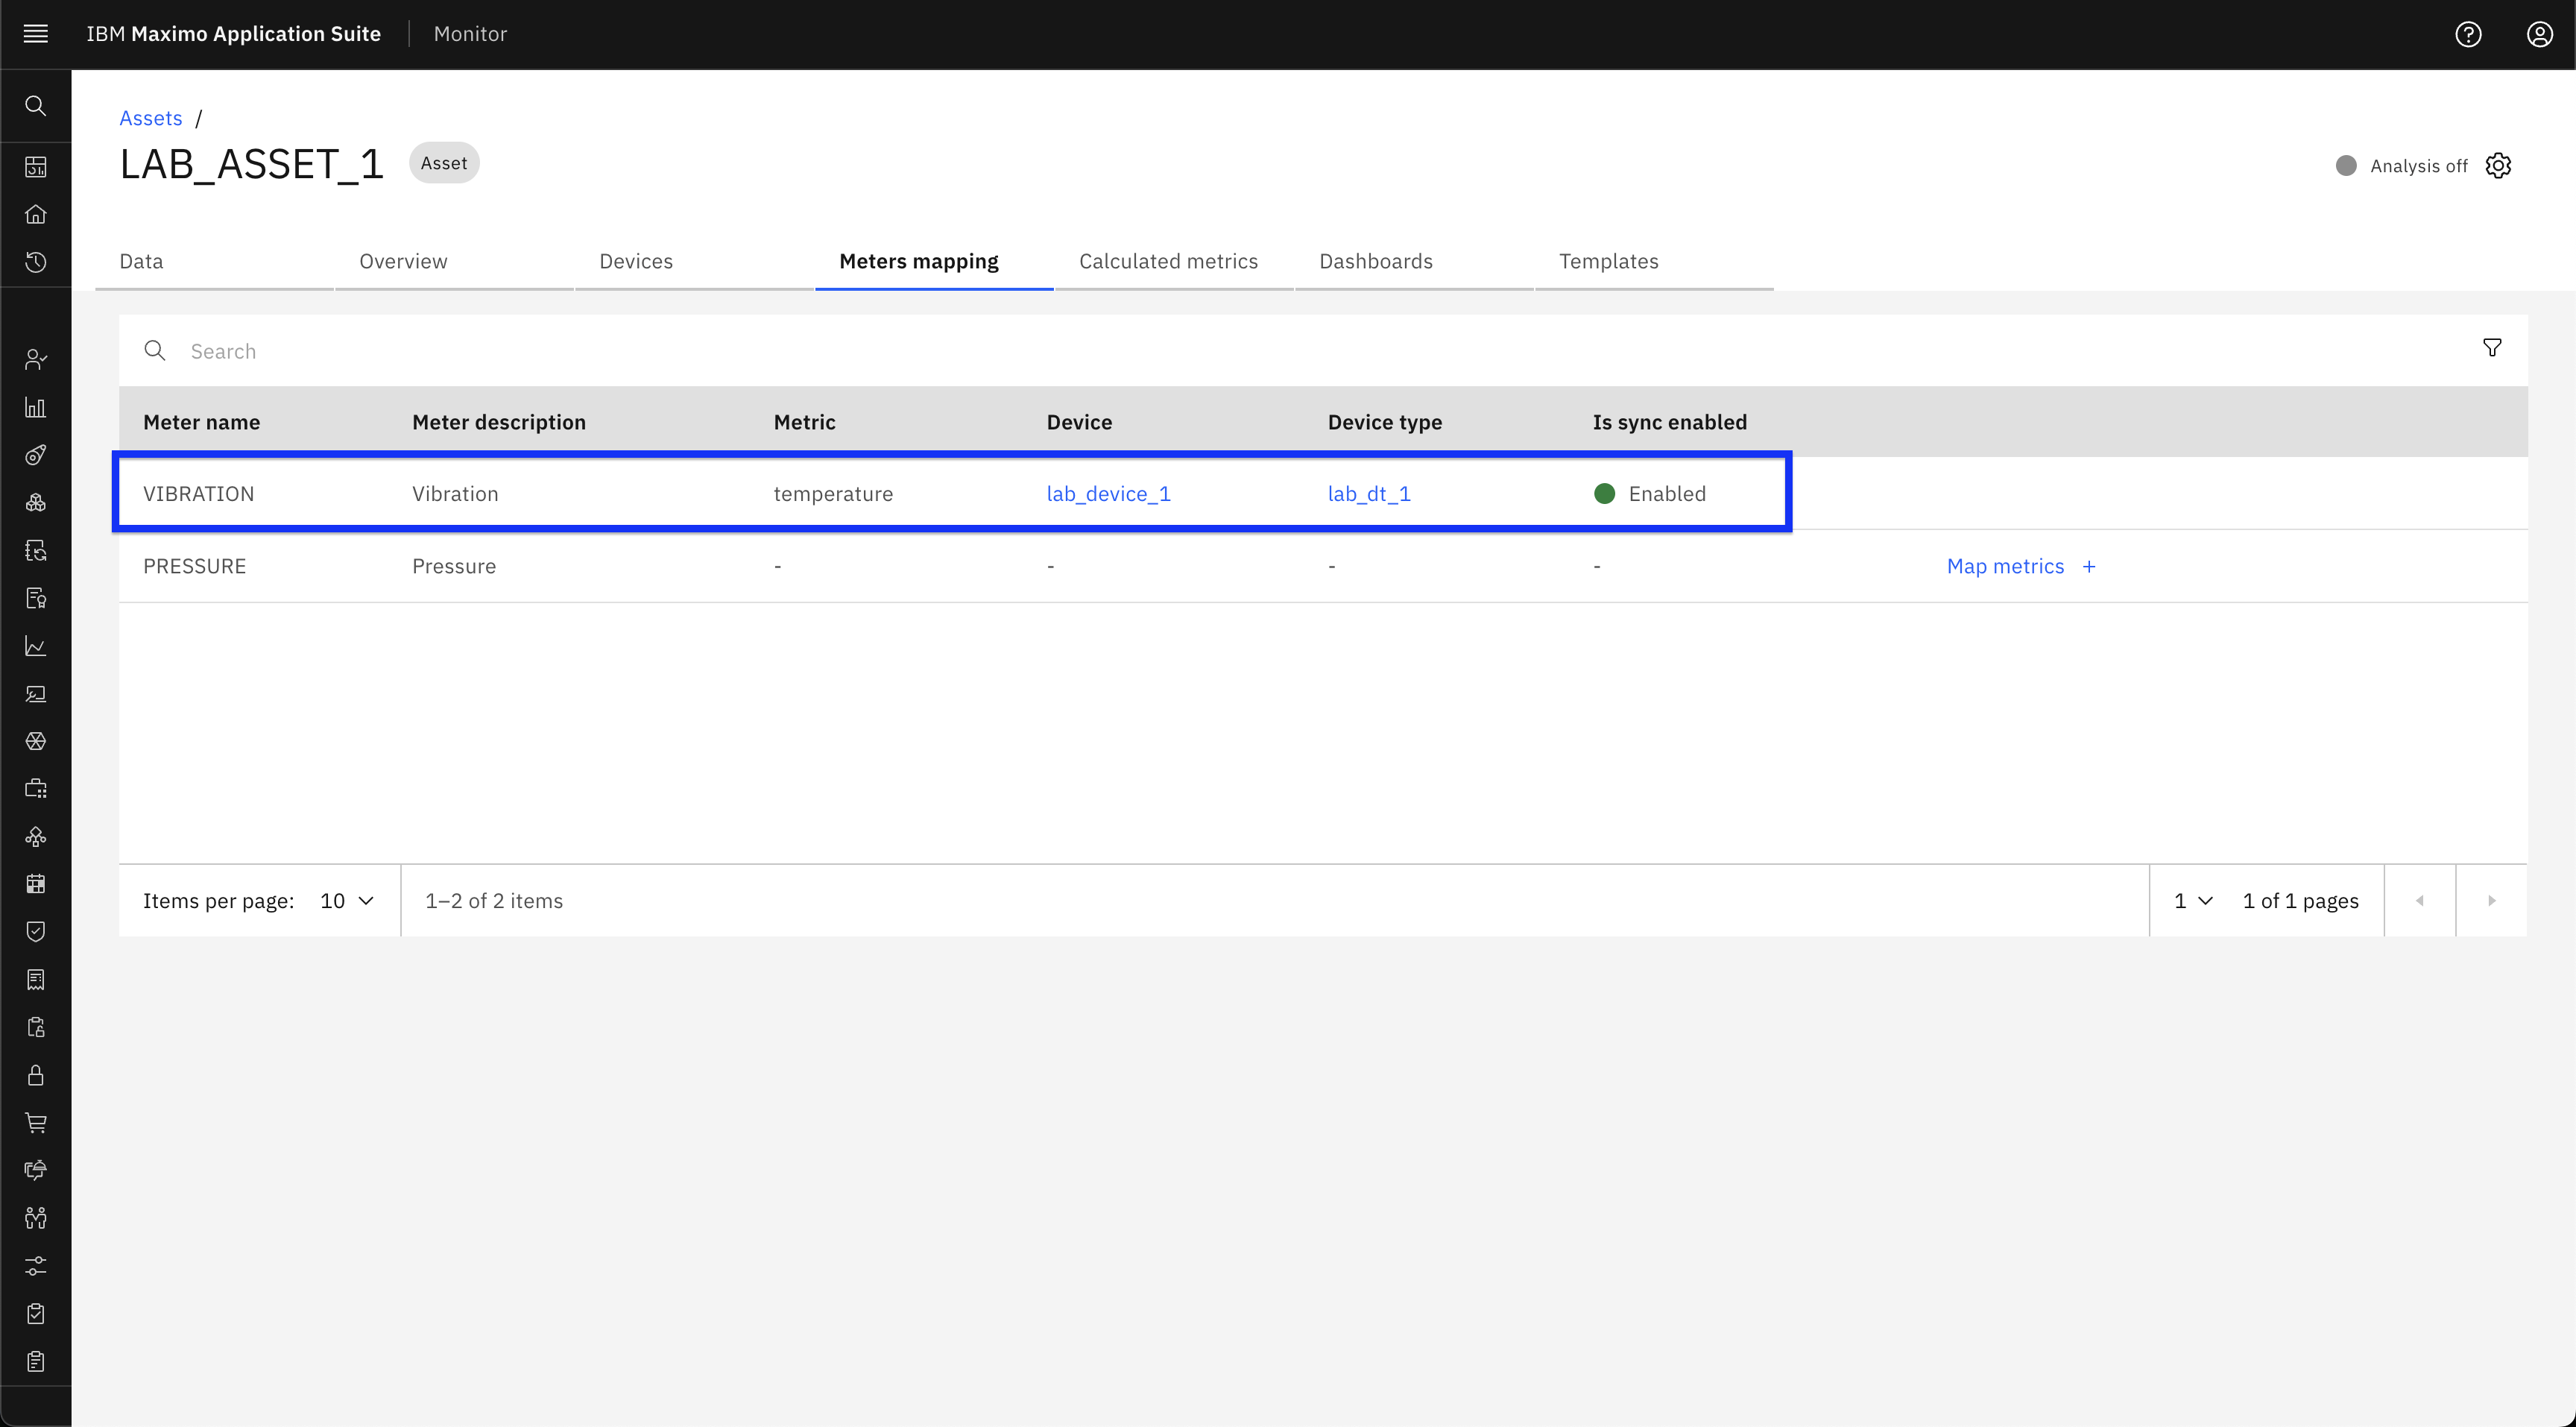 IBM Maximo Application Suite Monitor
Assets /
LAB_ASSET_1 Asset
Analysis off
Data Overview Devices Meters mapping Calculated metrics Dashboards Templates
Search
Meter name Meter description Metric Device Device type Is sync enabled
VIBRATION Vibration temperature lab_device_1 lab_dt_1 Enabled
PRESSURE Pressure - - - - Map metrics +
Items per page: 10 1–2 of 2 items 1 1 of 1 pages